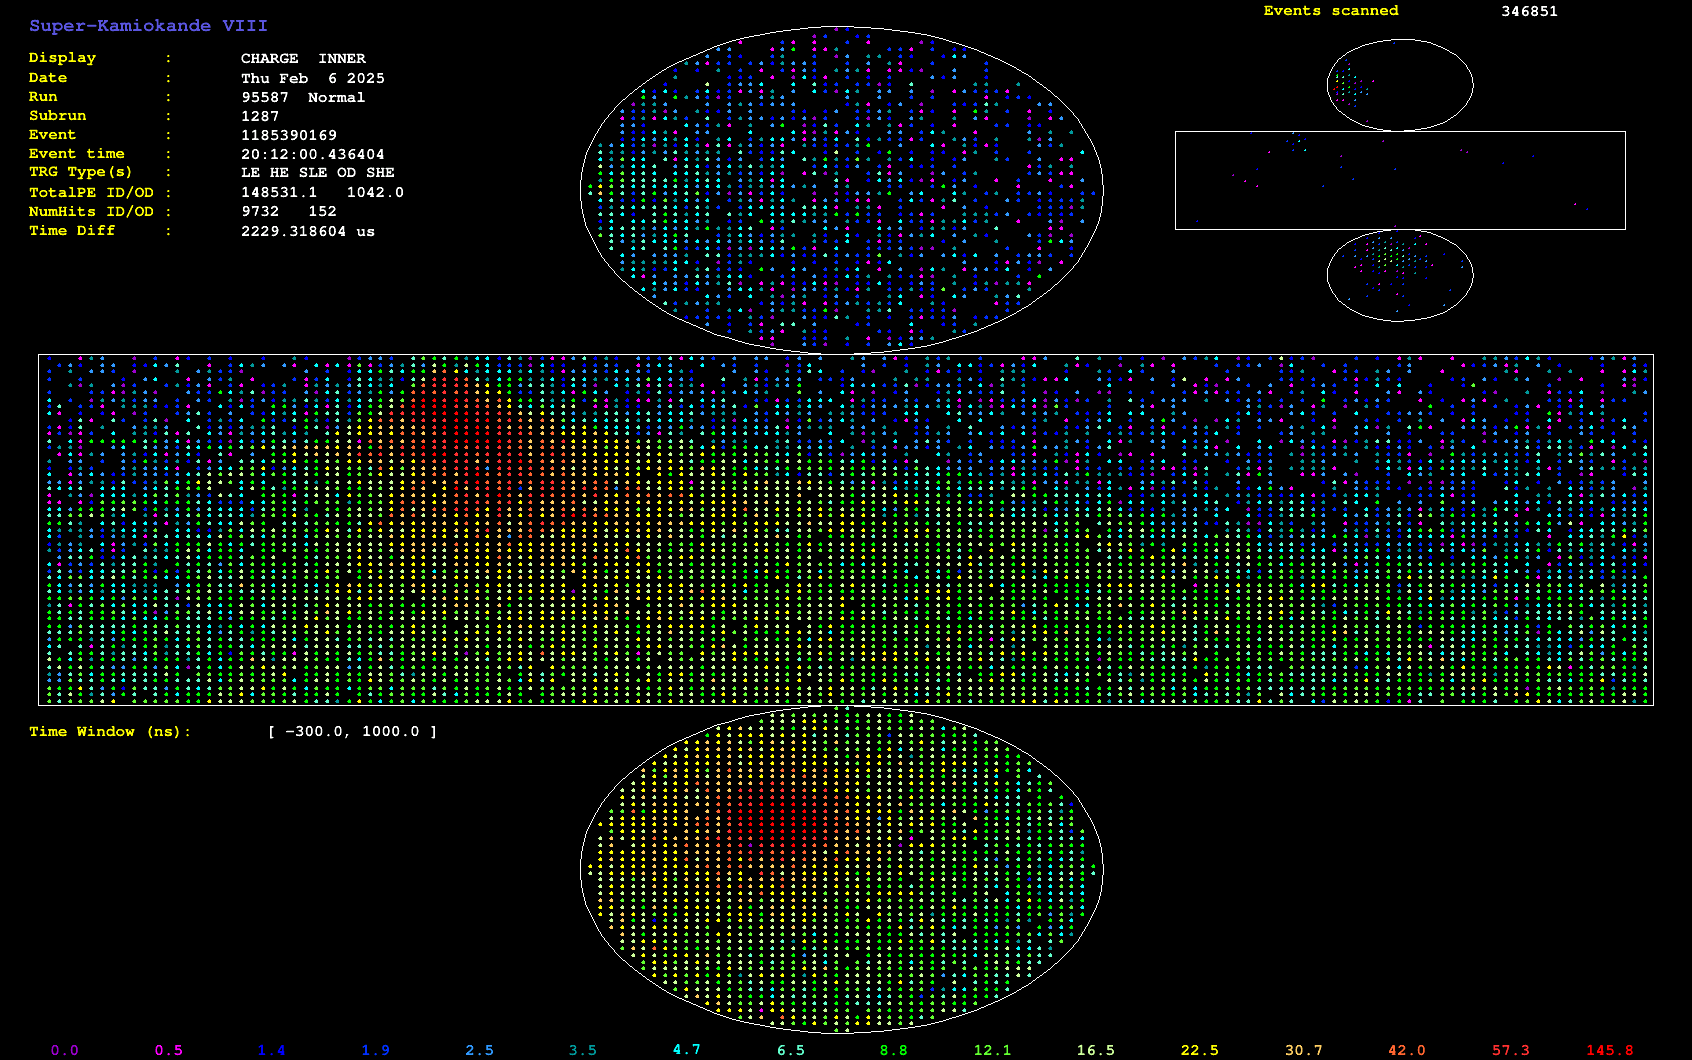 Super-Kamiokande VIII
Display : CHARGE INNER
Date : Thu Feb 6 2025
Run : 95587 Normal
Subrun : 1287
Event : 1185390169
Event time : 20:12:00.436404
TRG Type(s) : LE HE SLE OD SHE
TotalPE ID/OD : 148531.1 1042.0
NumHits ID/OD : 9732 152
Time Diff : 2229.318604 us
Events scanned 346851
Time Window (ns): [ -300.0, 1000.0 ]
0.0 0.5 1.4 1.9 2.5 3.5 4.7 6.5 8.8 12.1 16.5 22.5 30.7 42.0 57.3 145.8